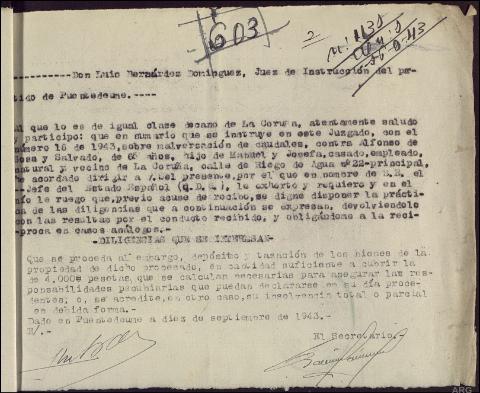 603
2
-----------Don Luis Bernárdez Domínguez, Juez de Instrucción del par-
tido de Puentedeume.----
Al que lo es de igual clase decano de La Coruña, atentamente saludo
y participo: que en sumario que se instruye en este Juzgado, con el
número 18 de 1943, sobre malversación de caudales, contra Alfonso de
Sosa y Salvado, de 65 años, hijo de Manuel y Josefa, casado, empleado,
natural y vecino de La Coruña, calle de Riego de Agua nº 22-principal,
he acordado dirigir a V.E. el presente, por el que en nombre de S.E. el
Jefe del Estado Español (q.D.g.), le exhorto y requiero y en el
mío le ruego que, previo acuse de recibo, se digne disponer la prácti-
ca de las diligencias que a continuación se expresan, devolviéndolo
con las resultas por el conducto recibido, y obligándome a la reci-
proca en casos análogos.-
-DILIGENCIAS QUE SE INTERESAN-
Que se proceda al embargo, depósito y tasación de los bienes de la
propiedad de dicho procesado, en cantidad suficiente a cubrir la
de 4.000 pesetas, que se calculan necesarias para asegurar las res-
ponsabilidades pecuniarias que puedan declararse en su día proce-
dentes; o, se acredite, en otro caso, su insolvencia total o parcial
en debida forma.-
Dado en Puentedeume a diez de septiembre de 1943.-
E/.-
El Secretario,
ARG